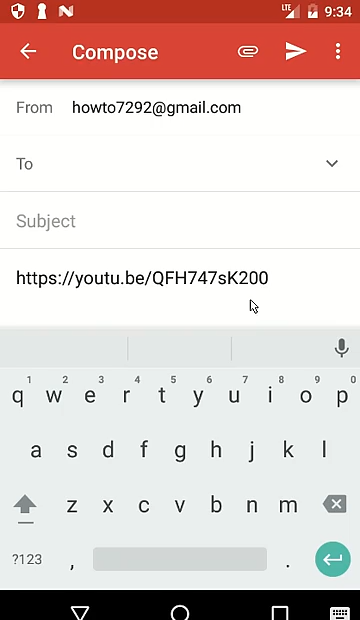 LTE 9:34
Compose
From howto7292@gmail.com
To
Subject
https://youtu.be/QFH747sK200
1 2 3 4 5 6 7 8 9 0
q w e r t y u i o p
a s d f g h j k l
z x c v b n m
?123 , .